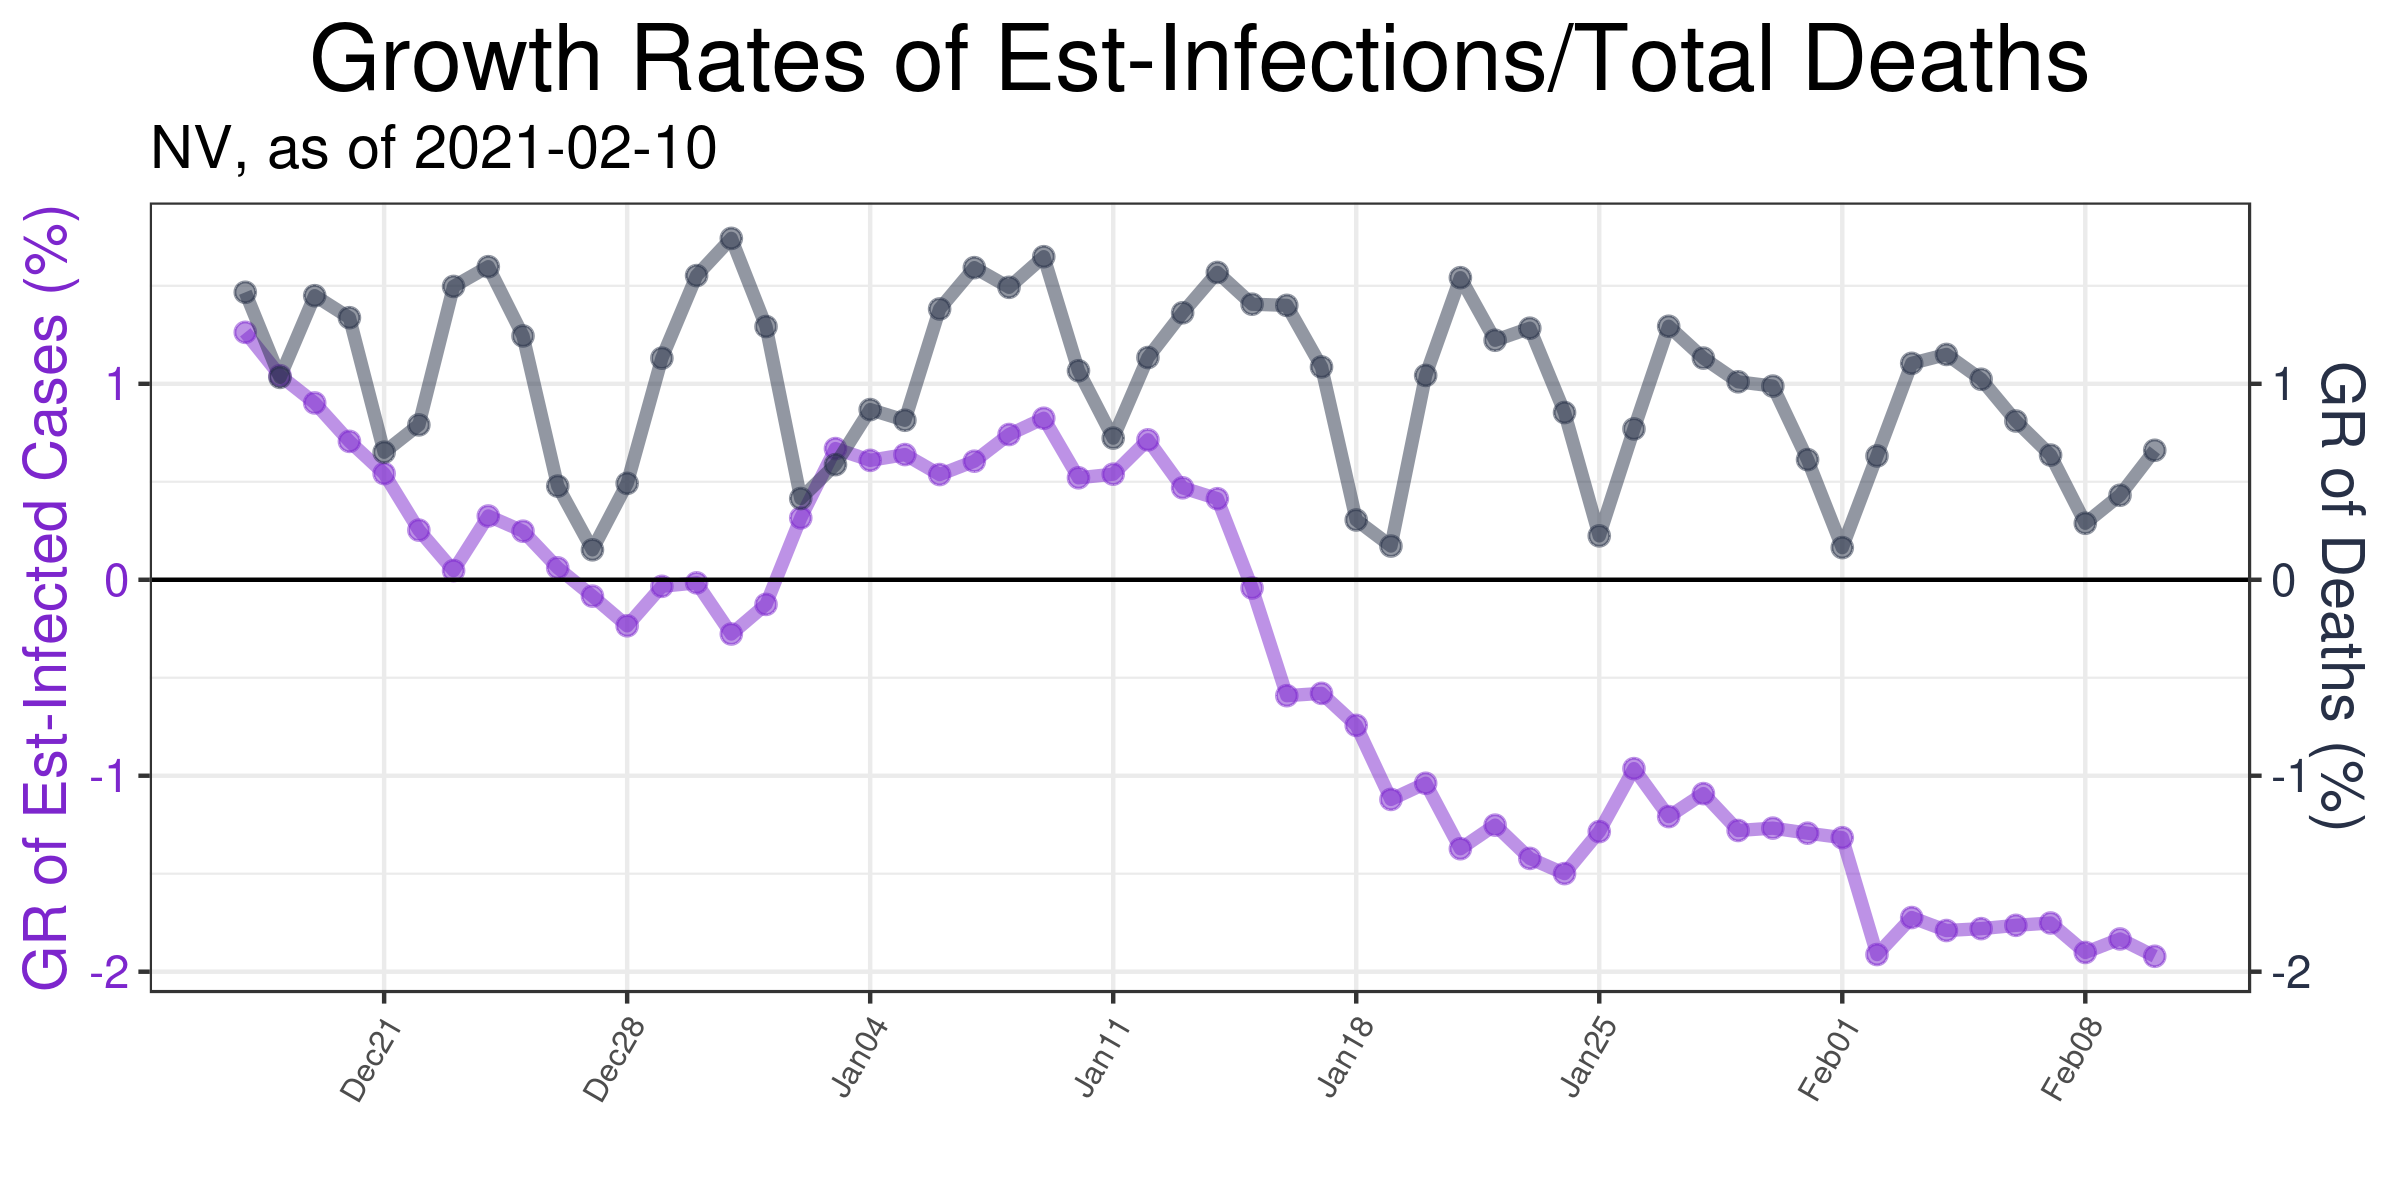 Growth Rates of Est-Infections/Total Deaths
NV, as of 2021-02-10
GR of Est-Infected Cases (%)
1
0
-1
-2
1
0
-1
-2
GR of Deaths (%)
Dec21
Dec28
Jan04
Jan11
Jan18
Jan25
Feb01
Feb08